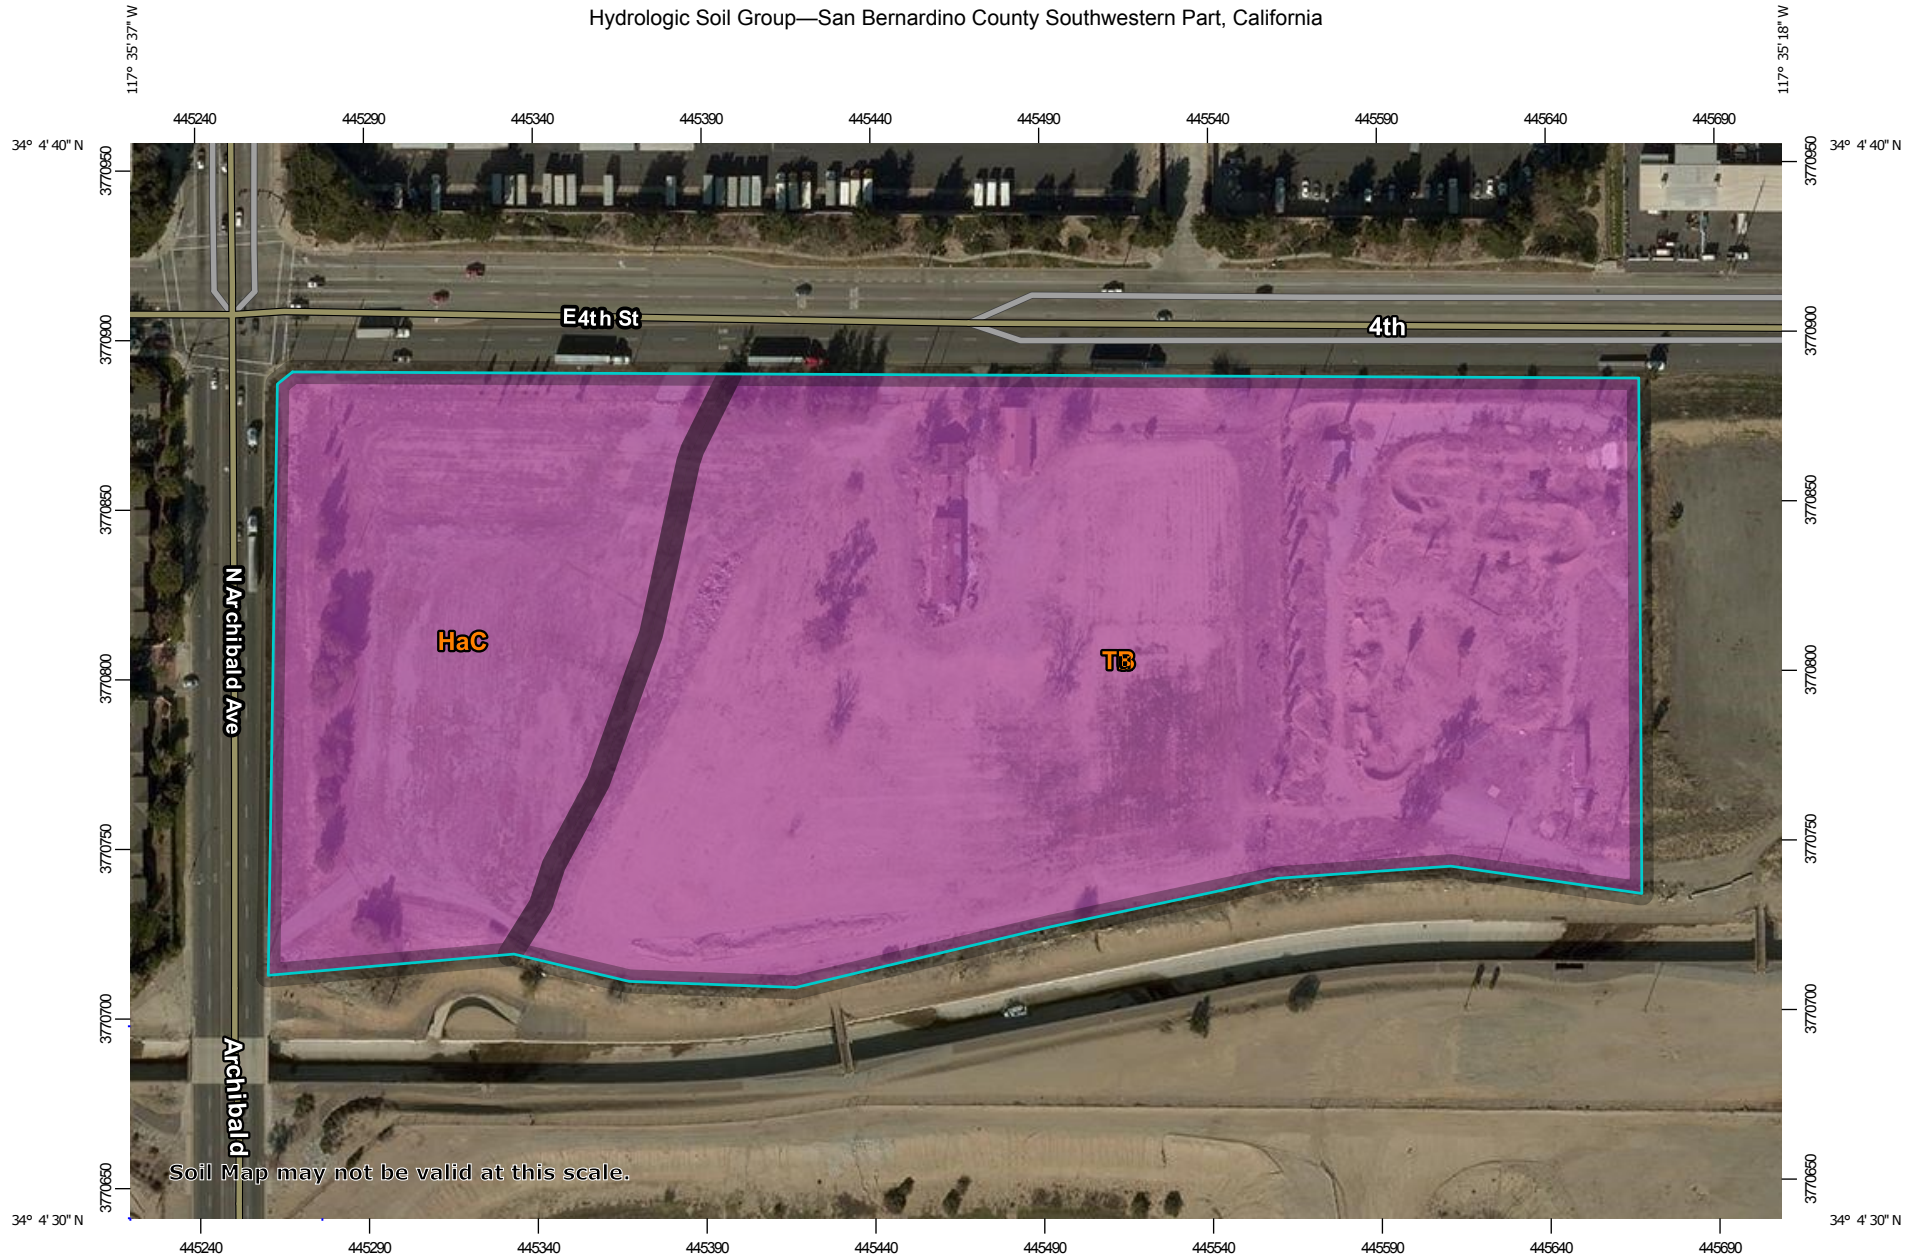 Hydrologic Soil Group—San Bernardino County Southwestern Part, California
117° 35' 37'' W
117° 35' 18'' W
445240 445290 445340 445390 445440 445490 445540 445590 445640 445690
34° 4' 40'' N
34° 4' 40'' N
3770950
3770950
E 4th St
4th
3770900
3770900
3770850
3770850
N Archibald Ave
HaC
3770800
3770800
3770750
3770750
3770700
3770700
Archibald
Soil Map may not be valid at this scale.
3770650
3770650
34° 4' 30'' N
34° 4' 30'' N
445240 445290 445340 445390 445440 445490 445540 445590 445640 445690